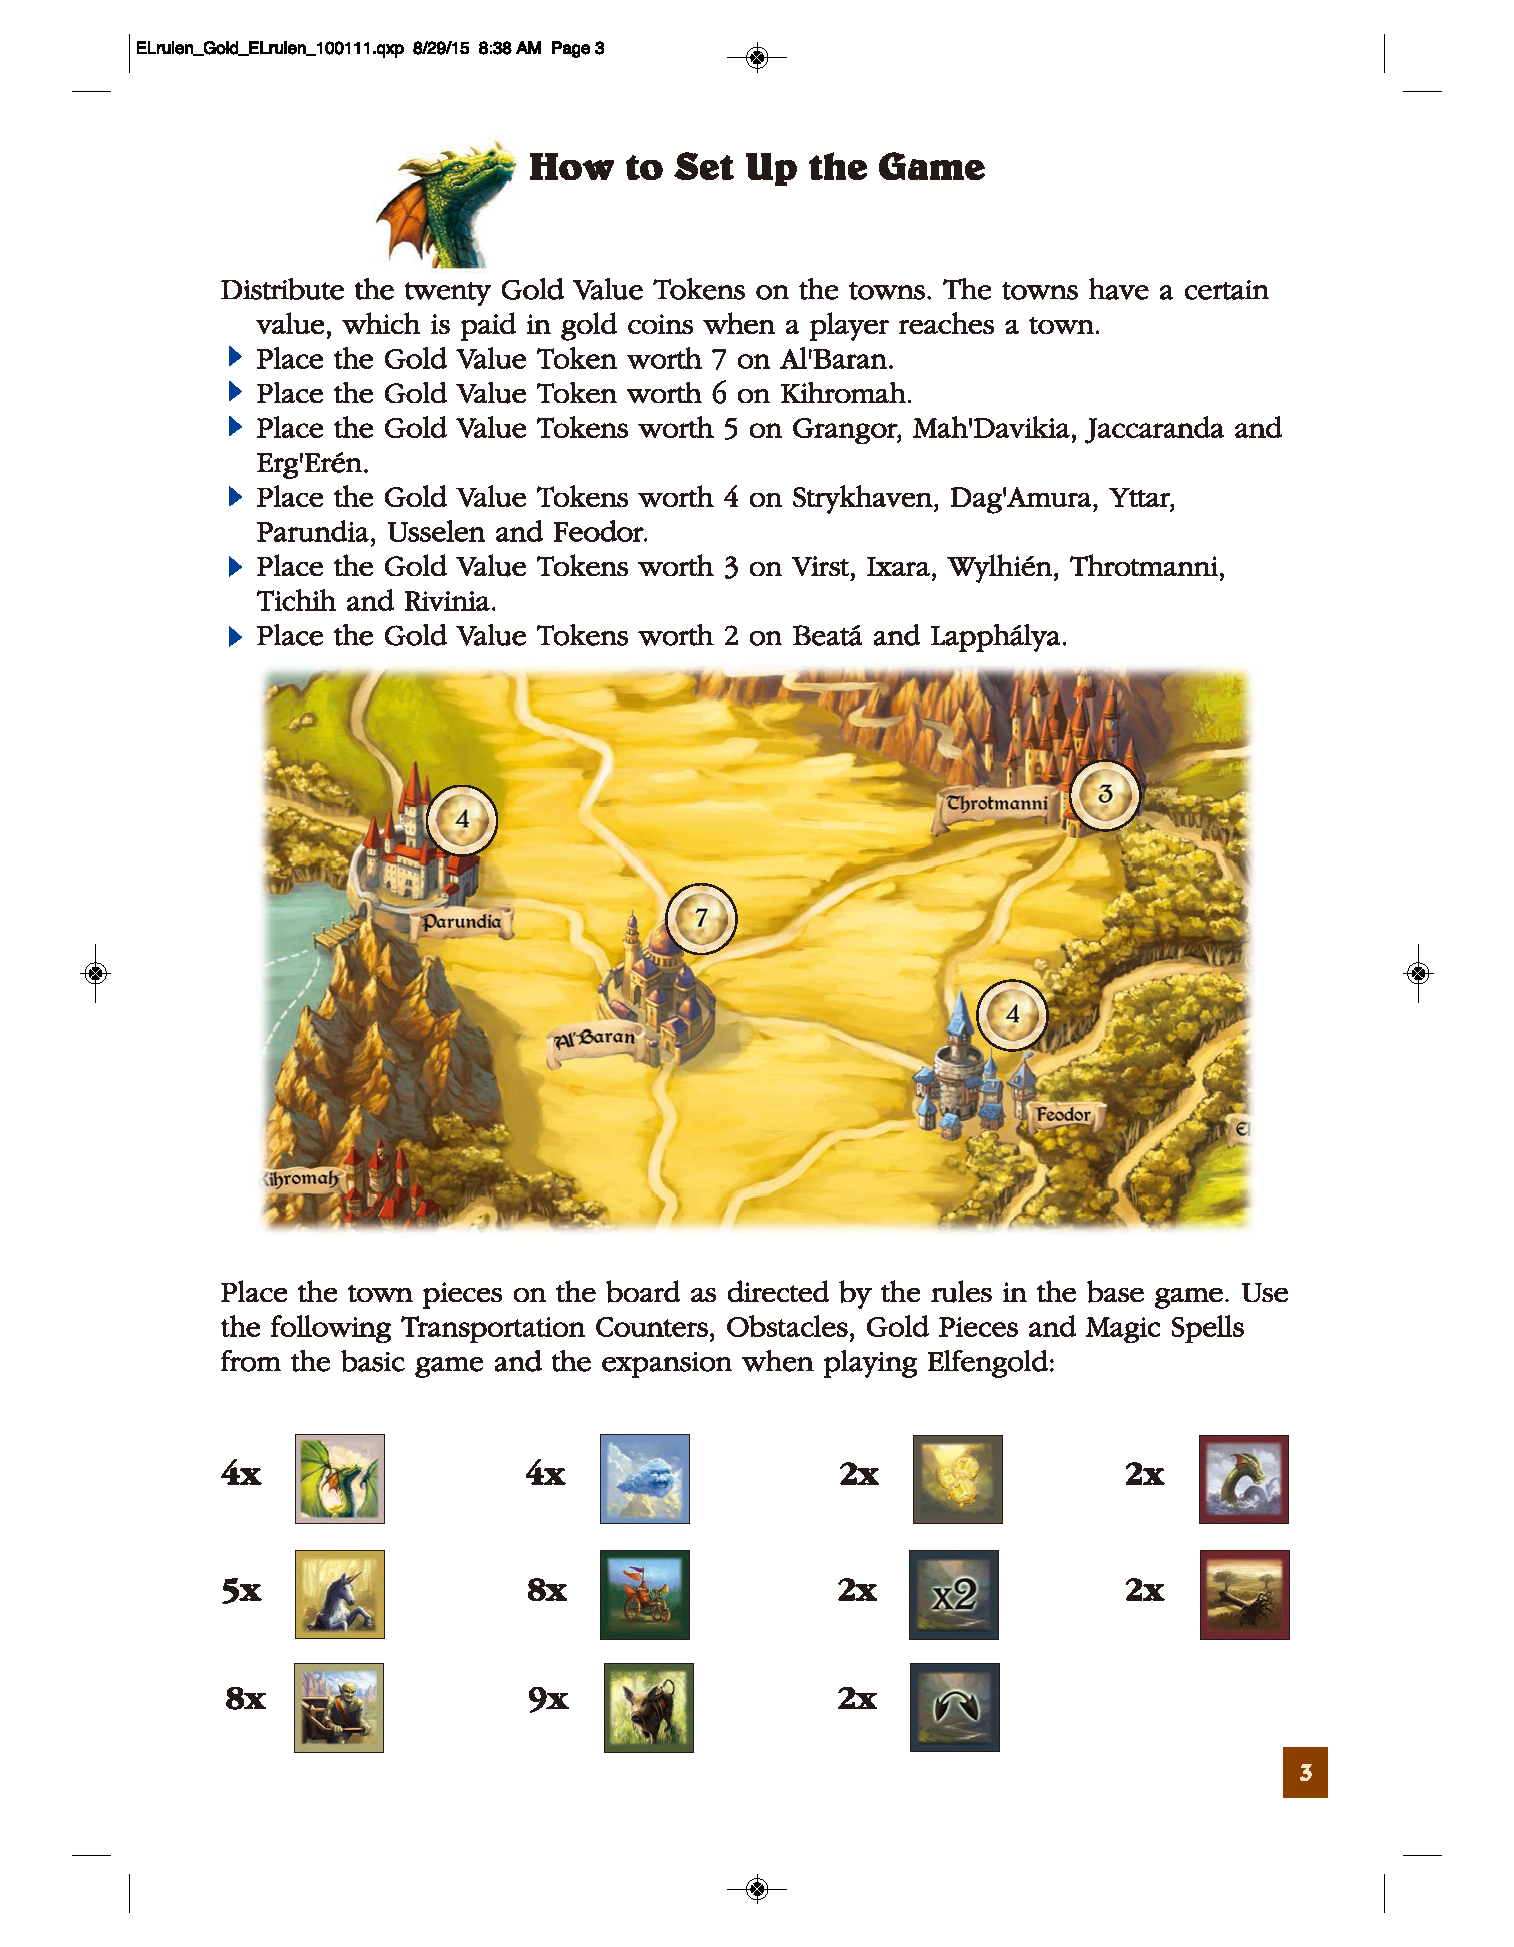 ELrulen_Gold_ELrulen_100111.qxp 8/29/15 8:38 AM Page 3
How to Set Up the Game
Distribute the twenty Gold Value Tokens on the towns. The towns have a certain
value, which is paid in gold coins when a player reaches a town.
Place the Gold Value Token worth 7 on Al'Baran.
Place the Gold Value Token worth 6 on Kihromah.
Place the Gold Value Tokens worth 5 on Grangor, Mah'Davikia, Jaccaranda and
Erg'Erén.
Place the Gold Value Tokens worth 4 on Strykhaven, Dag'Amura, Yttar,
Parundia, Usselen and Feodor.
Place the Gold Value Tokens worth 3 on Virst, Ixara, Wylhién, Throtmanni,
Tichih and Rivinia.
Place the Gold Value Tokens worth 2 on Beatá and Lapphálya.
4
Throtmanni 3
Parundia
7
Al'Baran
4
Feodor
El
Kihromah
Place the town pieces on the board as directed by the rules in the base game. Use
the following Transportation Counters, Obstacles, Gold Pieces and Magic Spells
from the basic game and the expansion when playing Elfengold:
4x 4x 2x 2x
5x 8x 2x x2 2x
8x 9x 2x
3